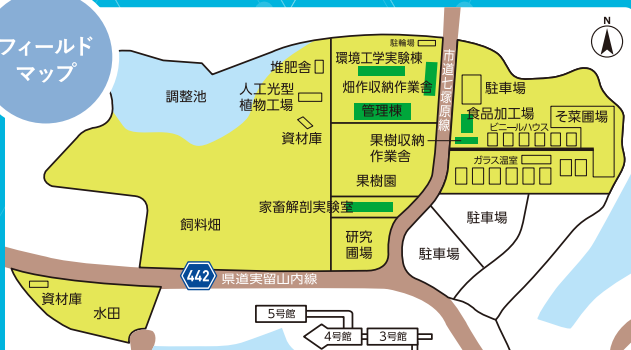 フィールド
マップ
N
調整池
堆肥舎
人工光型
植物工場
資材庫
駐輪場
環境工学実験棟
畑作収納作業舎
管理棟
果樹収納
作業舎
果樹園
家畜解剖実験室
研究
圃場
飼料畑
市道七塚原線
駐車場
食品加工場
そ菜圃場
ビニールハウス
ガラス温室
駐車場
駐車場
442
県道実留山内線
資材庫
水田
5号館
4号館
3号館